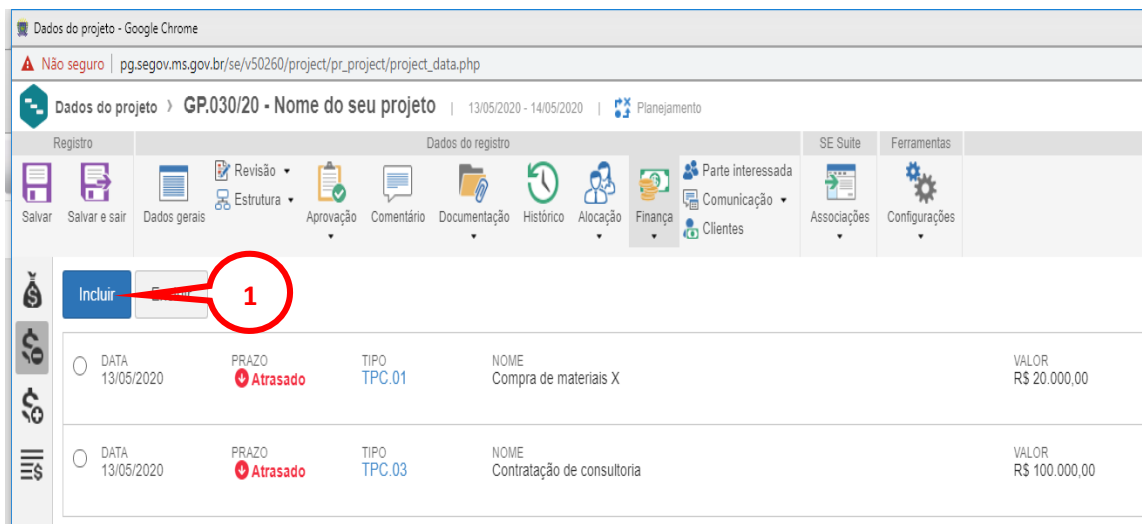 Dados do projeto - Google Chrome
Não seguro | pg.segov.ms.gov.br/se/v50260/project/pr_project/project_data.php
Dados do projeto > GP.030/20 - Nome do seu projeto | 13/05/2020 - 14/05/2020 | Planejamento
Registro Dados do registro SE Suite Ferramentas
Salvar Salvar e sair Dados gerais Revisão Estrutura Aprovação Comentário Documentação Histórico Alocação Finança Parte interessada Comunicação Clientes Associações Configurações
Incluir 1
DATA PRAZO TIPO NOME VALOR
13/05/2020 Atrasado TPC.01 Compra de materiais X R$ 20.000,00
DATA PRAZO TIPO NOME VALOR
13/05/2020 Atrasado TPC.03 Contratação de consultoria R$ 100.000,00